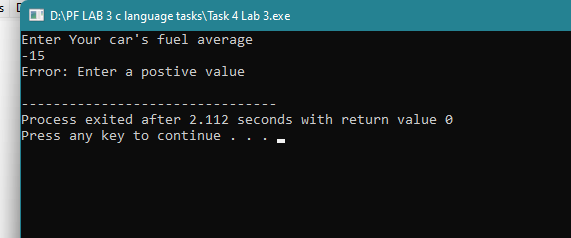 s D
D:\PF LAB 3 c language tasks\Task 4 Lab 3.exe
Enter Your car's fuel average
-15
Error: Enter a postive value
--------------------------------
Process exited after 2.112 seconds with return value 0
Press any key to continue . . .